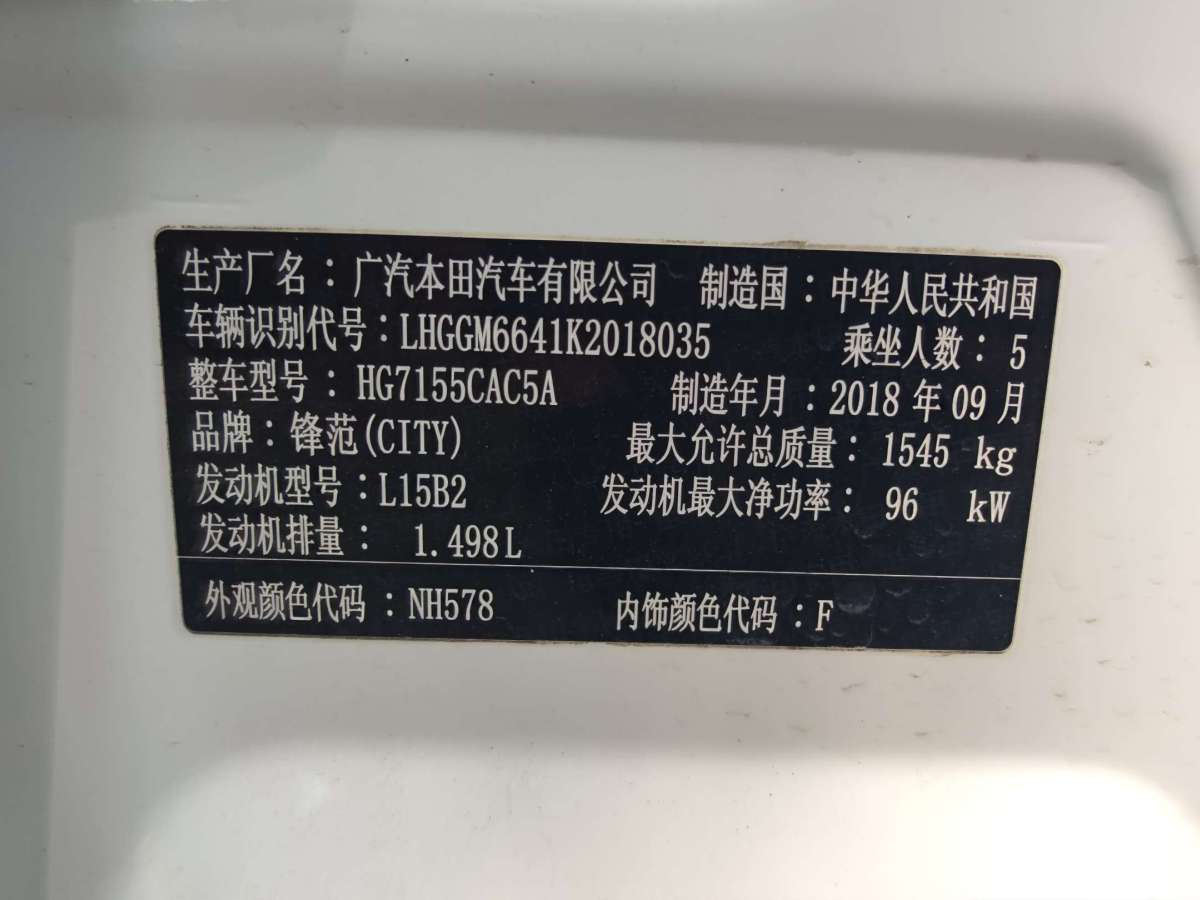 生产厂名：广汽本田汽车有限公司 制造国：中华人民共和国
车辆识别代号：LHGGM6641K2018035 乘坐人数：5
整车型号：HG7155CAC5A 制造年月：2018年09月
品牌：锋范(CITY) 最大允许总质量：1545 kg
发动机型号：L15B2 发动机最大净功率：96 kW
发动机排量：1.498L
外观颜色代码：NH578 内饰颜色代码：F